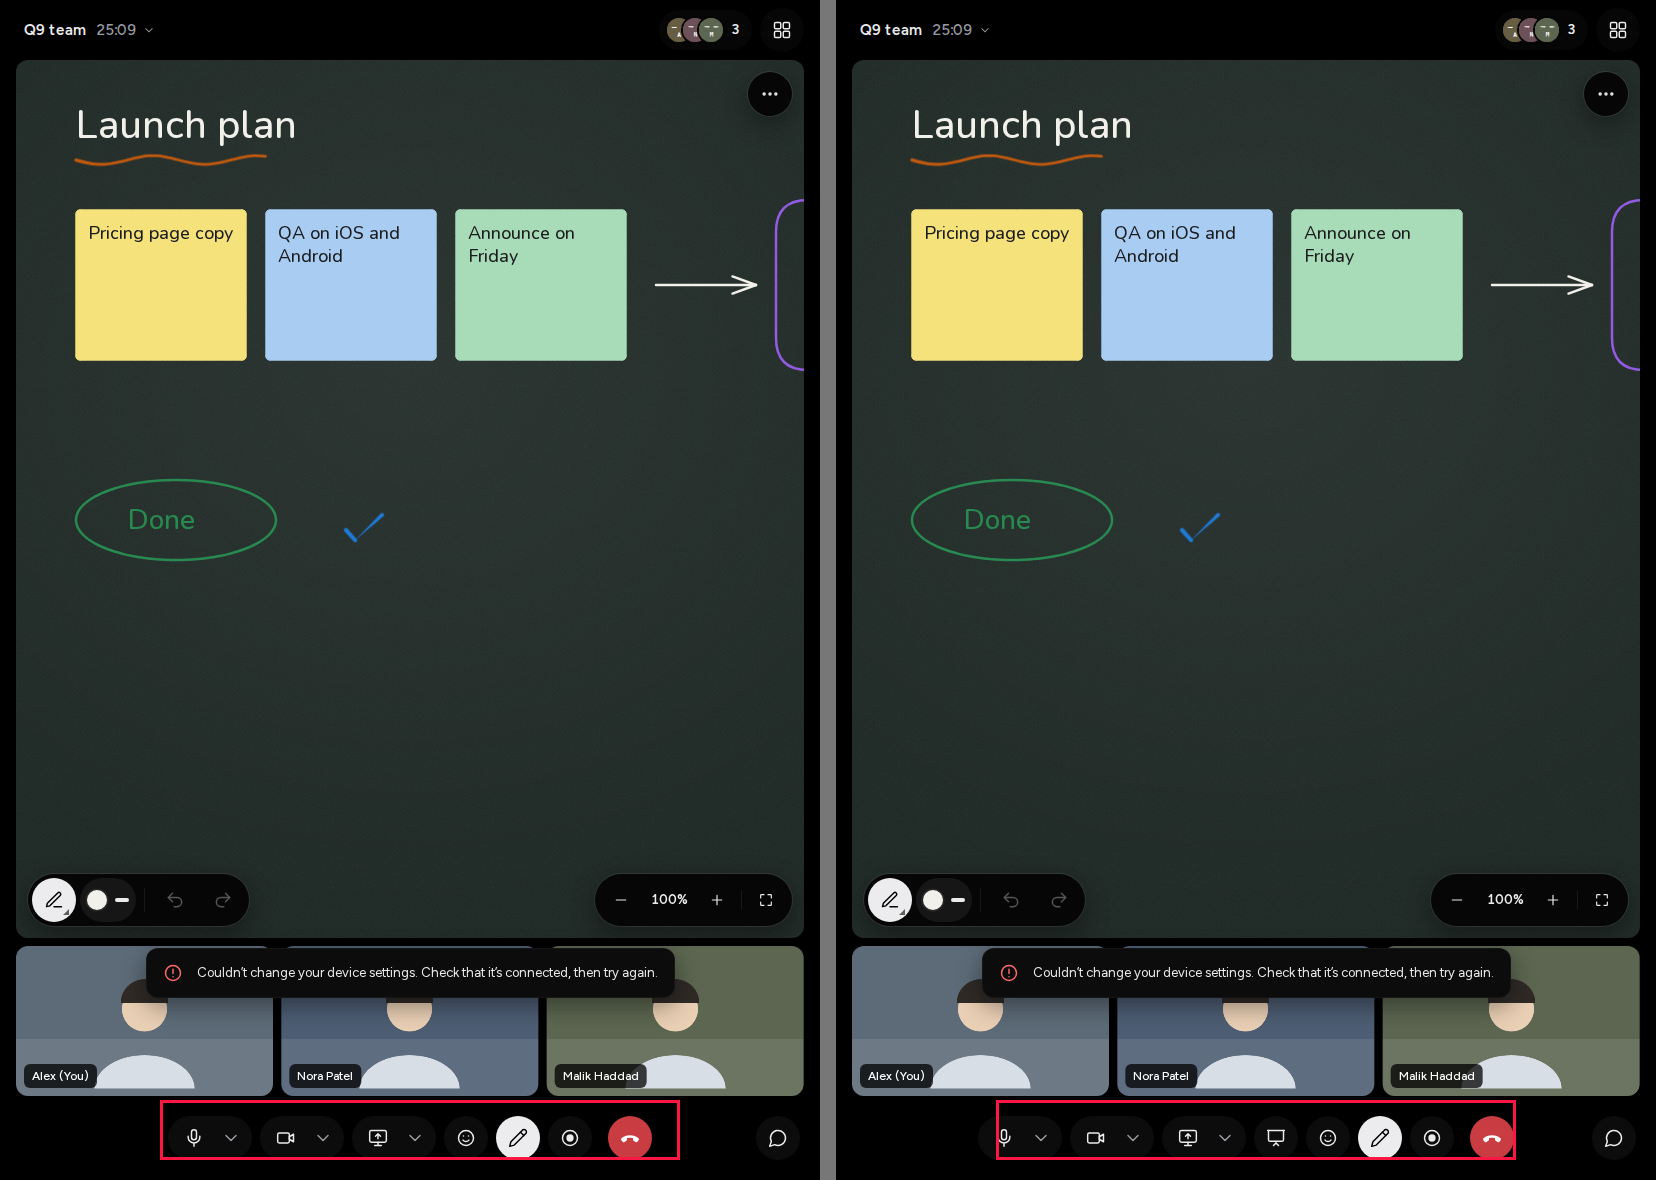 Q9 team 25:09
3
Launch plan
Pricing page copy
QA on iOS and
Android
Announce on
Friday
Done
100%
Couldn't change your device settings. Check that it's connected, then try again.
Alex (You)
Nora Patel
Malik Haddad
Q9 team 25:09
3
Launch plan
Pricing page copy
QA on iOS and
Android
Announce on
Friday
Done
100%
Couldn't change your device settings. Check that it's connected, then try again.
Alex (You)
Nora Patel
Malik Haddad